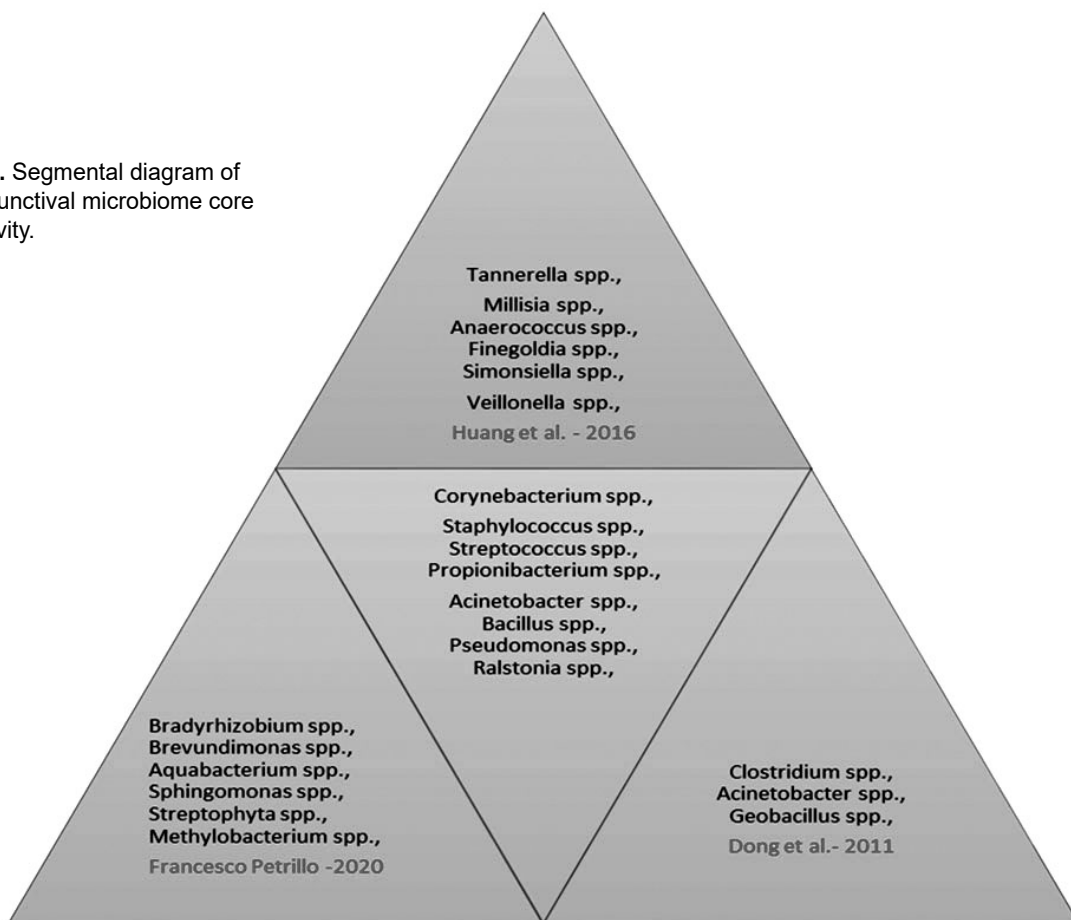 . Segmental diagram of
unctival microbiome core
vity.
Tannerella spp.,
Millisia spp.,
Anaerococcus spp.,
Finegoldia spp.,
Simonsiella spp.,
Veillonella spp.,
Huang et al. - 2016
Corynebacterium spp.,
Staphylococcus spp.,
Streptococcus spp.,
Propionibacterium spp.,
Acinetobacter spp.,
Bacillus spp.,
Pseudomonas spp.,
Ralstonia spp.,
Bradyrhizobium spp.,
Brevundimonas spp.,
Aquabacterium spp.,
Sphingomonas spp.,
Streptophyta spp.,
Methylobacterium spp.,
Francesco Petrillo -2020
Clostridium spp.,
Acinetobacter spp.,
Geobacillus spp.,
Dong et al.- 2011